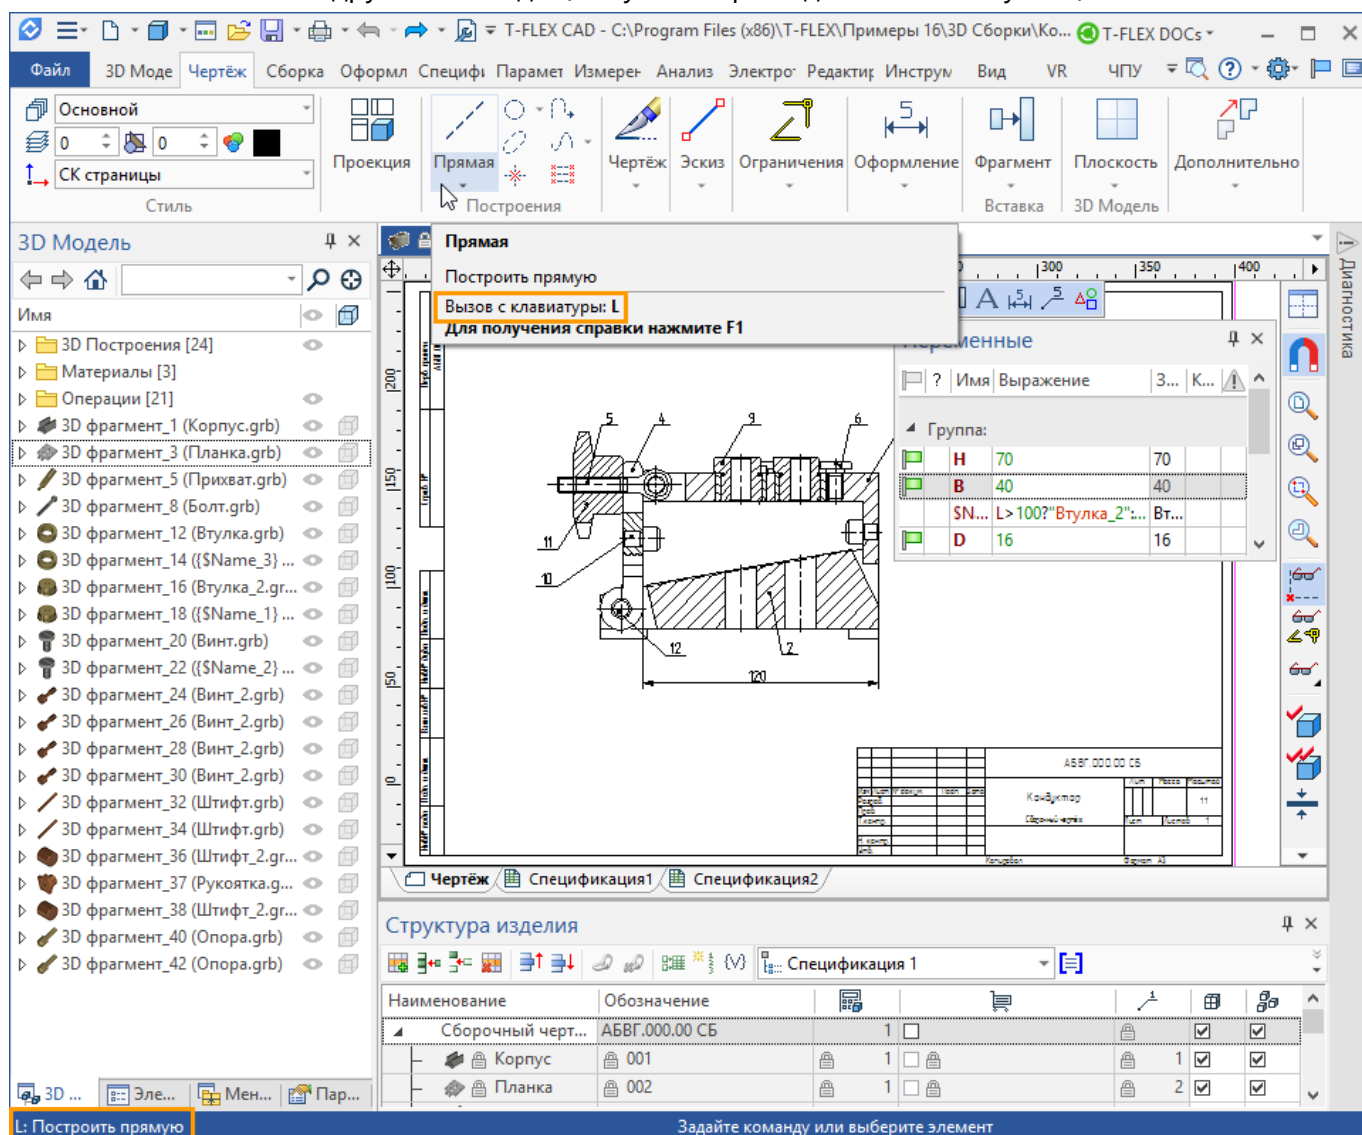 T-FLEX CAD - C:\Program Files (x86)\T-FLEX\Примеры 16\3D Сборки\Ко...
T-FLEX DOCs
Файл 3D Моде Чертёж Сборка Оформл Специфи Парамет Измерен Анализ Электро Редактир Инструм Вид VR ЧПУ
Основной
0 0
СК страницы
Стиль
Проекция Прямая Чертёж Эскиз Ограничения Оформление Фрагмент Плоскость Дополнительно
Построения Вставка 3D Модель
3D Модель
Имя
3D Построения [24]
Материалы [3]
Операции [21]
3D фрагмент_1 (Корпус.grb)
3D фрагмент_3 (Планка.grb)
3D фрагмент_5 (Прихват.grb)
3D фрагмент_8 (Болт.grb)
3D фрагмент_12 (Втулка.grb)
3D фрагмент_14 ({$Name_3} ...
3D фрагмент_16 (Втулка_2.gr...
3D фрагмент_18 ({$Name_1} ...
3D фрагмент_20 (Винт.grb)
3D фрагмент_22 ({$Name_2} ...
3D фрагмент_24 (Винт_2.grb)
3D фрагмент_26 (Винт_2.grb)
3D фрагмент_28 (Винт_2.grb)
3D фрагмент_30 (Винт_2.grb)
3D фрагмент_32 (Штифт.grb)
3D фрагмент_34 (Штифт.grb)
3D фрагмент_36 (Штифт_2.gr...
3D фрагмент_37 (Рукоятка.g...
3D фрагмент_38 (Штифт_2.gr...
3D фрагмент_40 (Опора.grb)
3D фрагмент_42 (Опора.grb)
3D ... Эле... Мен... Пар...
Прямая
Построить прямую
Вызов с клавиатуры: L
Для получения справки нажмите F1
300 350 400
200
150
100
50
0
Диагностика
Переменные
? Имя Выражение З... К...
Группа:
H 70 70
B 40 40
$N... L>100?"Втулка_2":... Вт...
D 16 16
5 4 9 6
11
10
12 2
120
АБВГ.000.00 СБ
Кондуктор
Сборочный чертёж
Копировал Формат А3
Чертёж Спецификация1 Спецификация2
Структура изделия
Спецификация 1
Наименование Обозначение
Сборочный черт... АБВГ.000.00 СБ 1
Корпус 001 1 1
Планка 002 1 2
L: Построить прямую
Задайте команду или выберите элемент